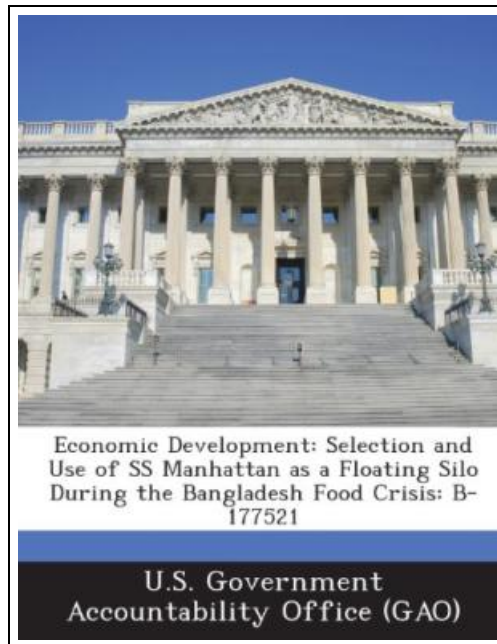 Economic Development: Selection and
Use of SS Manhattan as a Floating Silo
During the Bangladesh Food Crisis: B-
177521
U.S. Government
Accountability Office (GAO)